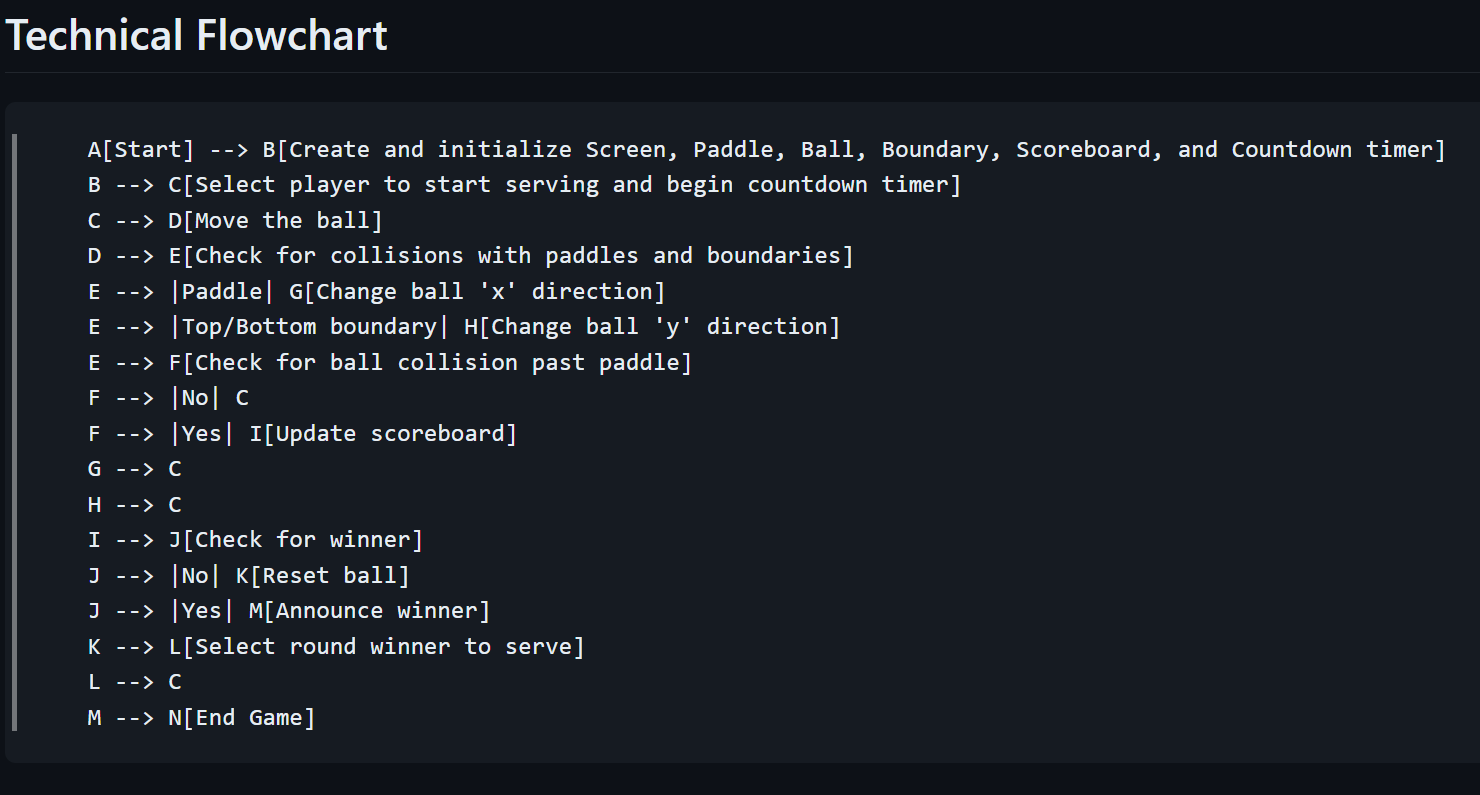 Technical Flowchart
A[Start] --> B[Create and initialize Screen, Paddle, Ball, Boundary, Scoreboard, and Countdown timer]
B --> C[Select player to start serving and begin countdown timer]
C --> D[Move the ball]
D --> E[Check for collisions with paddles and boundaries]
E --> |Paddle| G[Change ball 'x' direction]
E --> |Top/Bottom boundary| H[Change ball 'y' direction]
E --> F[Check for ball collision past paddle]
F --> |No| C
F --> |Yes| I[Update scoreboard]
G --> C
H --> C
I --> J[Check for winner]
J --> |No| K[Reset ball]
J --> |Yes| M[Announce winner]
K --> L[Select round winner to serve]
L --> C
M --> N[End Game]